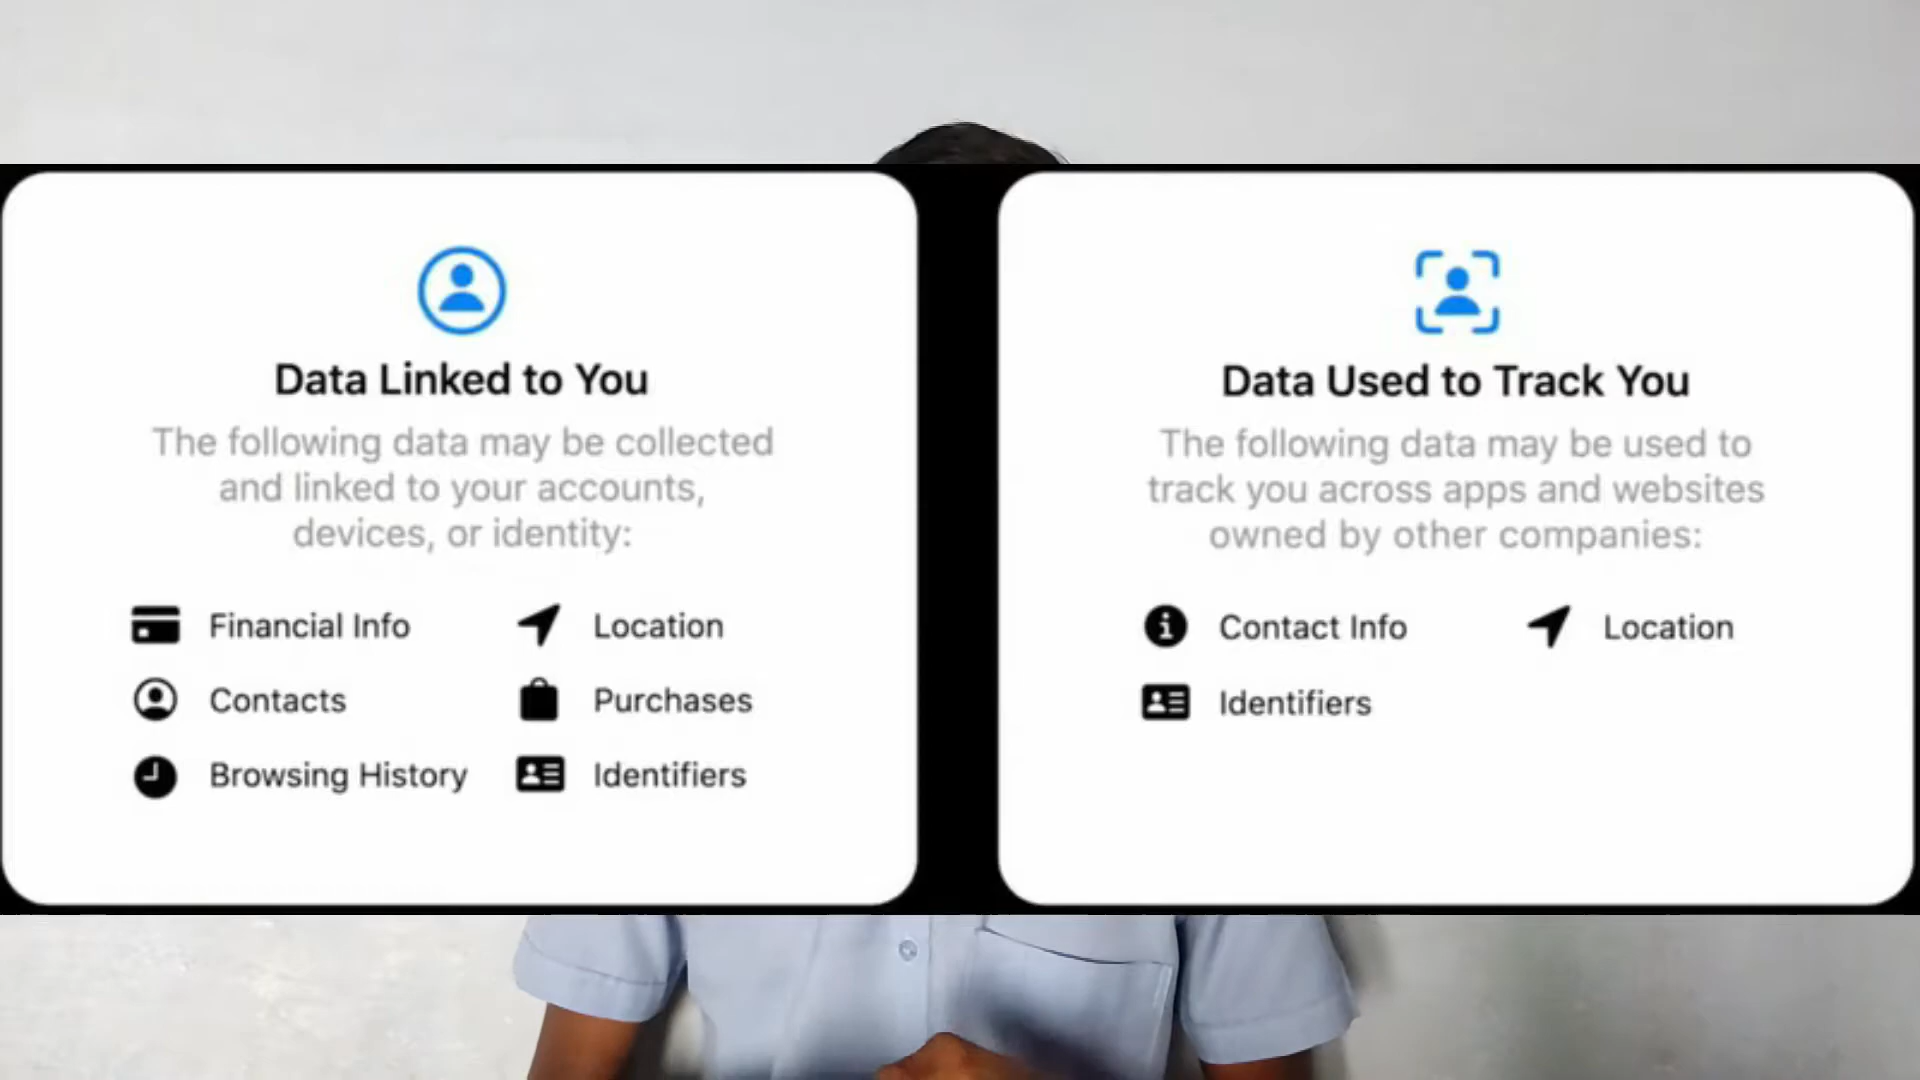 Data Linked to You
The following data may be collected
and linked to your accounts,
devices, or identity:
Financial Info
Location
Contacts
Purchases
Browsing History
Identifiers
Data Used to Track You
The following data may be used to
track you across apps and websites
owned by other companies:
Contact Info
Location
Identifiers